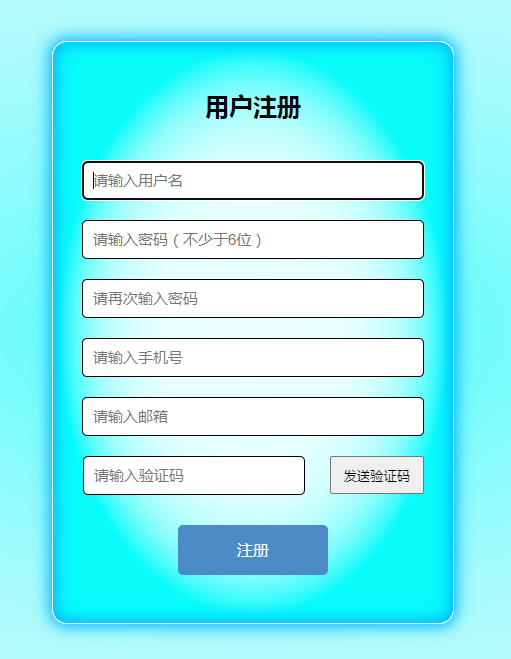 用户注册
请输入用户名
请输入密码（不少于6位）
请再次输入密码
请输入手机号
请输入邮箱
请输入验证码 发送验证码
注册